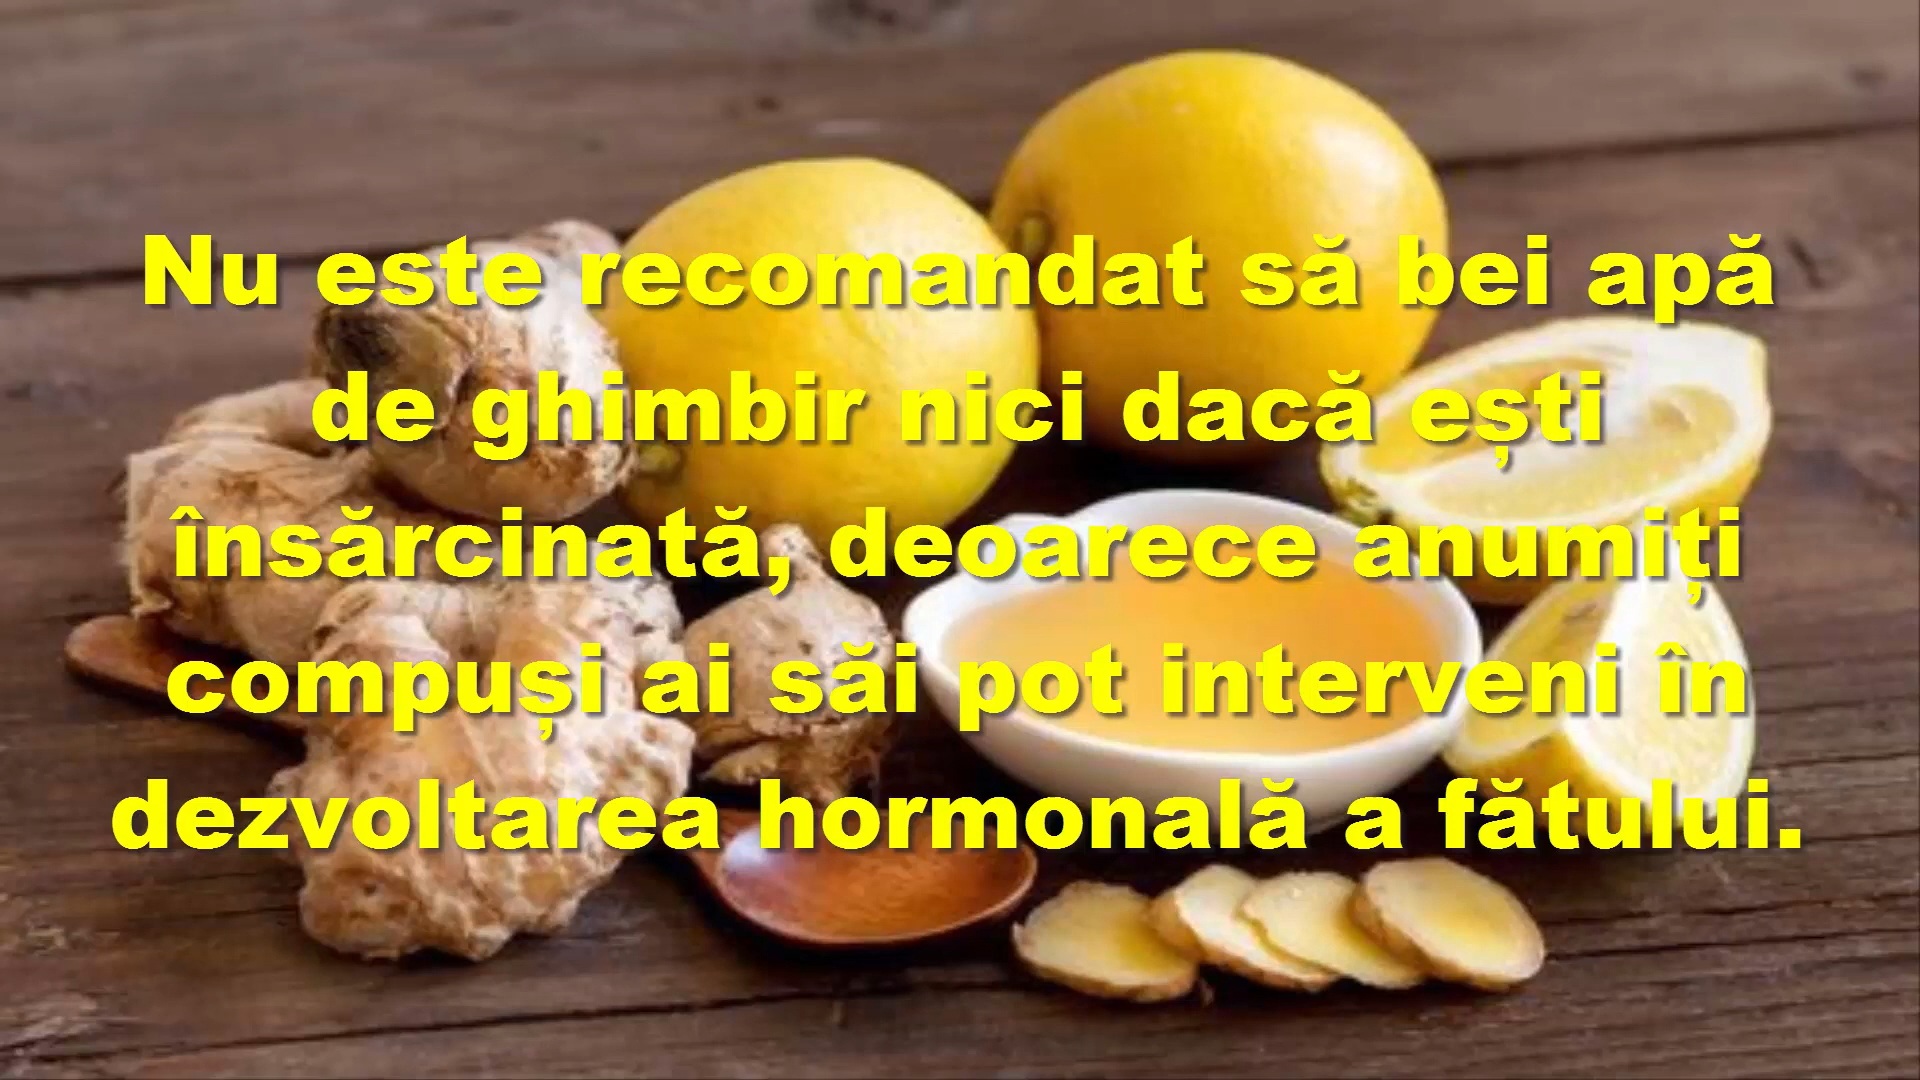 Nu este recomandat să bei apă
de ghimbir nici dacă ești
însărcinată, deoarece anumiți
compuși ai săi pot interveni în
dezvoltarea hormonală a fătului.